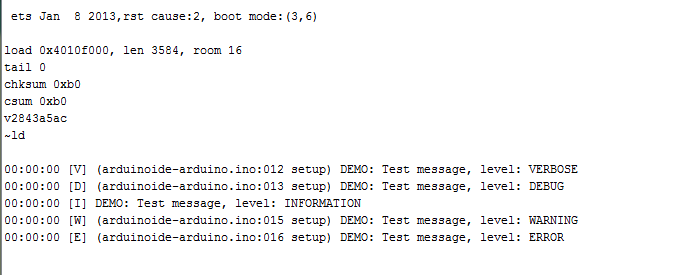 ets Jan  8 2013,rst cause:2, boot mode:(3,6)
load 0x4010f000, len 3584, room 16
tail 0
chksum 0xb0
csum 0xb0
v2843a5ac
~ld
00:00:00 [V] (arduinoide-arduino.ino:012 setup) DEMO: Test message, level: VERBOSE
00:00:00 [D] (arduinoide-arduino.ino:013 setup) DEMO: Test message, level: DEBUG
00:00:00 [I] DEMO: Test message, level: INFORMATION
00:00:00 [W] (arduinoide-arduino.ino:015 setup) DEMO: Test message, level: WARNING
00:00:00 [E] (arduinoide-arduino.ino:016 setup) DEMO: Test message, level: ERROR